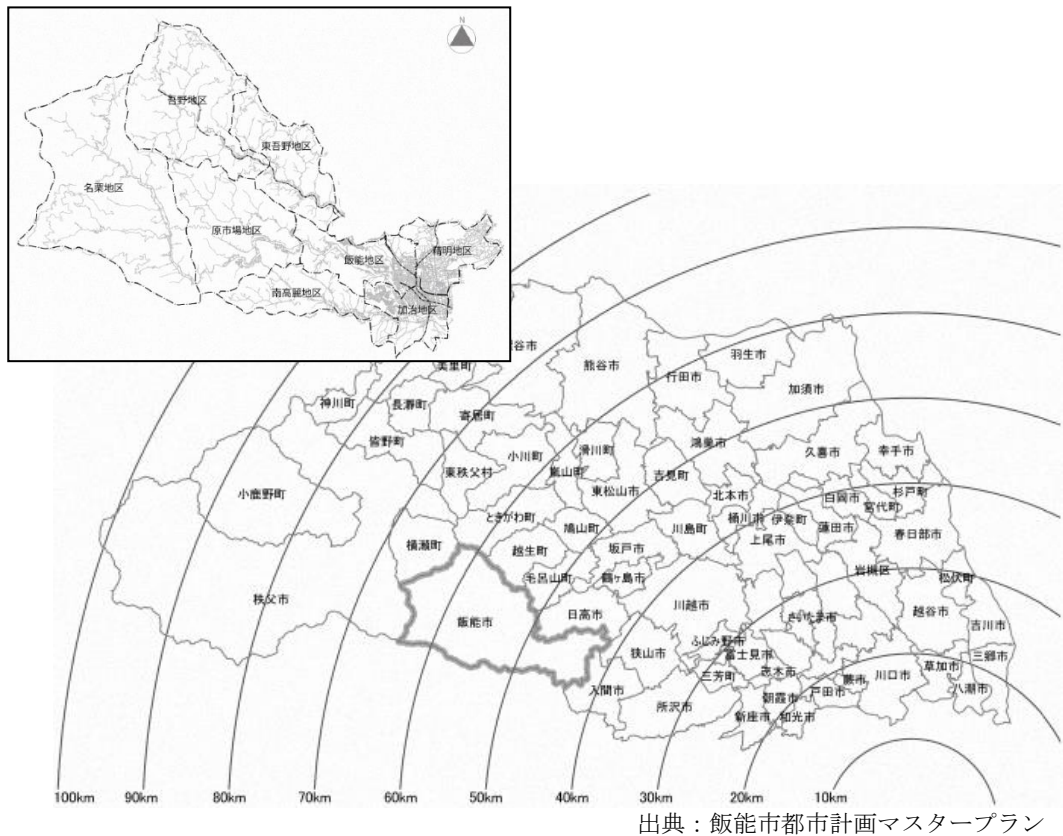 N
吾野地区
東吾野地区
名栗地区
原市場地区
飯能地区
精明地区
南高麗地区
加治地区
谷市
熊谷市
羽生市
行田市
加須市
美里町
神川町
長瀞町
寄居町
皆野町
小川町
滑川町
鴻巣市
久喜市
幸手市
東秩父村
嵐山町
吉見町
東松山市
小鹿野町
北本市
白岡市
杉戸町
宮代町
ときがわ町
鳩山町
川島町
桶川市
伊奈町
蓮田市
上尾市
春日部市
横瀬町
越生町
坂戸市
毛呂山町
鶴ヶ島市
岩槻区
松伏町
秩父市
飯能市
日高市
川越市
さいたま市
越谷市
吉川市
狭山市
ふじみ野市
富士見市
三芳町
志木市
三郷市
草加市
八潮市
川口市
蕨市
戸田市
入間市
所沢市
朝霞市
新座市
和光市
100km 90km 80km 70km 60km 50km 40km 30km 20km 10km
出典：飯能市都市計画マスタープラン